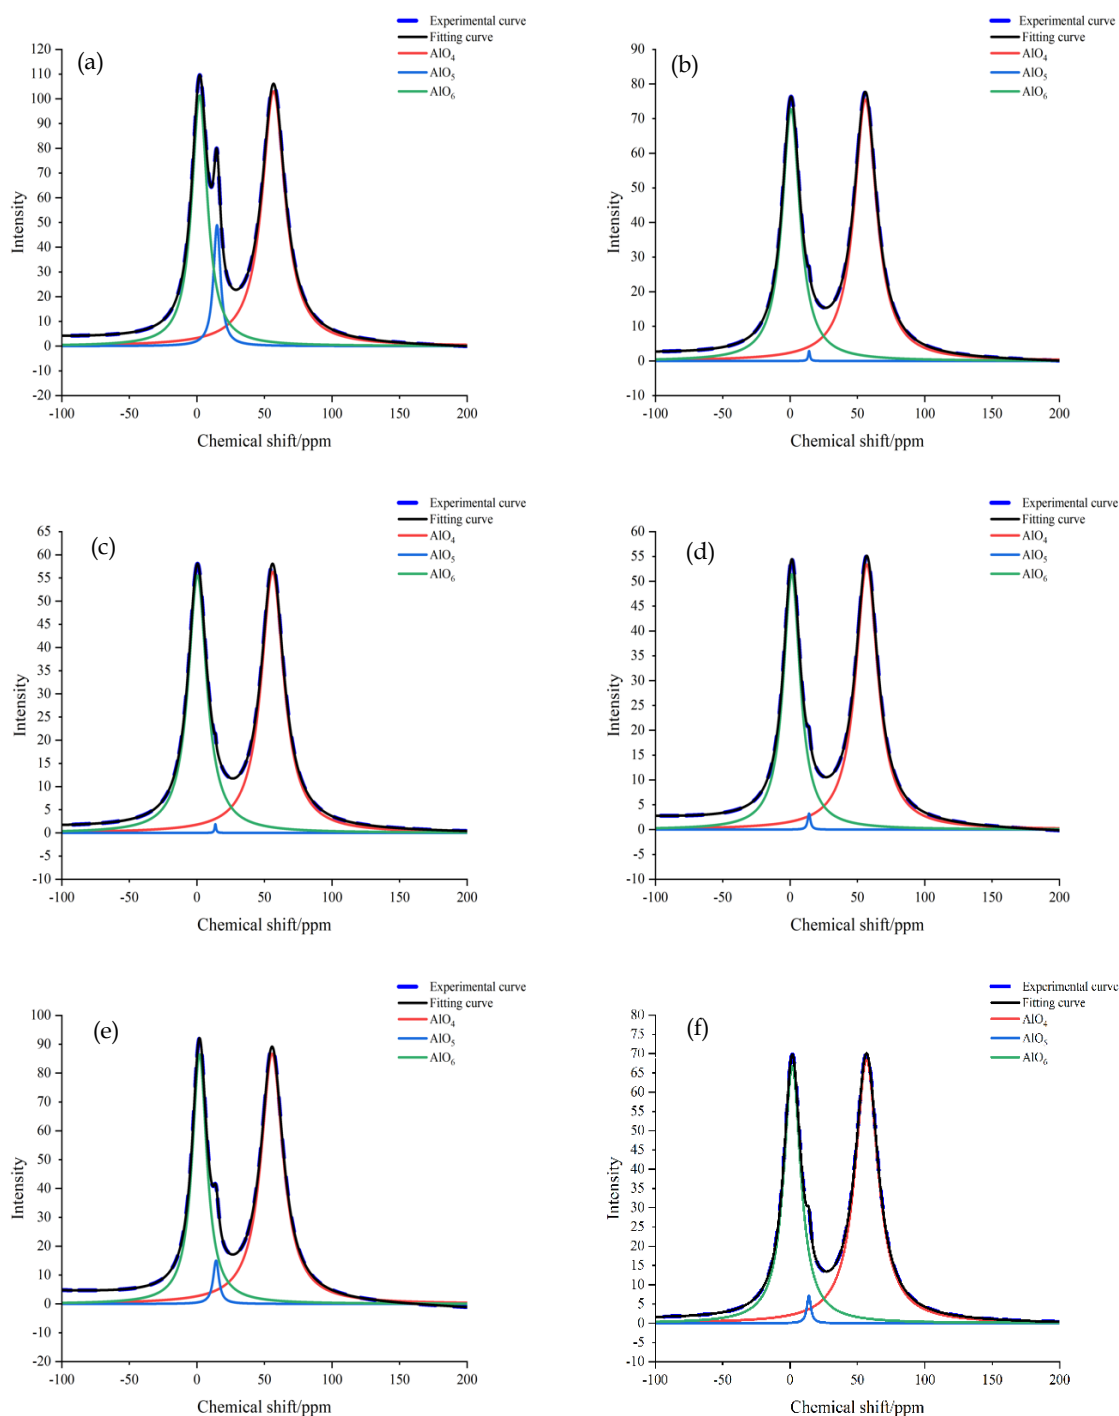 (a)
Experimental curve
Fitting curve
AlO4
AlO5
AlO6
120
110
100
90
80
70
60
50
40
30
20
10
0
-10
-20
Intensity
-100 -50 0 50 100 150 200
Chemical shift/ppm
(b)
Experimental curve
Fitting curve
AlO4
AlO5
AlO6
90
80
70
60
50
40
30
20
10
0
-10
Intensity
-100 -50 0 50 100 150 200
Chemical shift/ppm
(c)
Experimental curve
Fitting curve
AlO4
AlO5
AlO6
65
60
55
50
45
40
35
30
25
20
15
10
5
0
-5
-10
Intensity
-100 -50 0 50 100 150 200
Chemical shift/ppm
(d)
Experimental curve
Fitting curve
AlO4
AlO5
AlO6
60
55
50
45
40
35
30
25
20
15
10
5
0
-5
-10
Intensity
-100 -50 0 50 100 150 200
Chemical shift/ppm
(e)
Experimental curve
Fitting curve
AlO4
AlO5
AlO6
100
90
80
70
60
50
40
30
20
10
0
-10
-20
Intensity
-100 -50 0 50 100 150 200
Chemical shift/ppm
(f)
Experimental curve
Fitting curve
AlO4
AlO5
AlO6
80
75
70
65
60
55
50
45
40
35
30
25
20
15
10
5
0
-5
-10
Intensity
-100 -50 0 50 100 150 200
Chemical shift/ppm